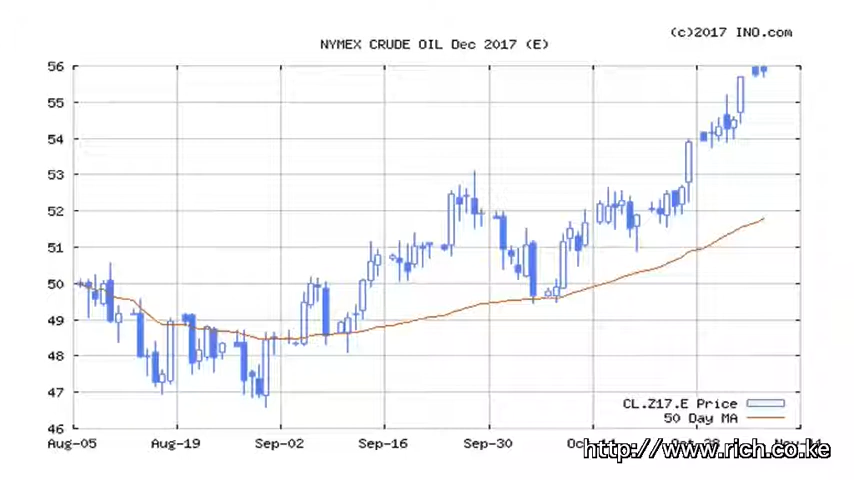 (c)2017 INO.com
NYMEX CRUDE OIL Dec 2017 (E)
56
55
54
53
52
51
50
49
48
47
46
CL.Z17.E Price
50 Day MA
Aug-05 Aug-19 Sep-02 Sep-16 Sep-30
http://www.rich.co.ke